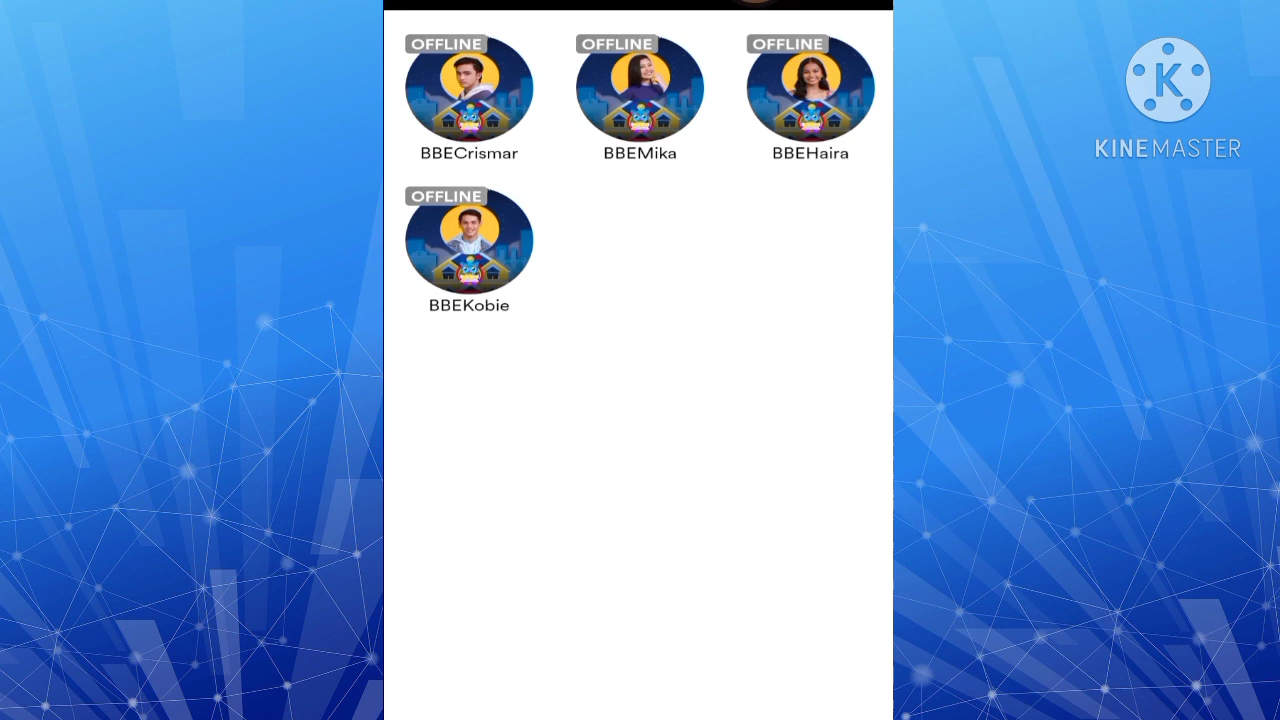 OFFLINE OFFLINE OFFLINE
BBECrismar BBEMika BBEHaira
OFFLINE
BBEKobie
K
KINEMASTER